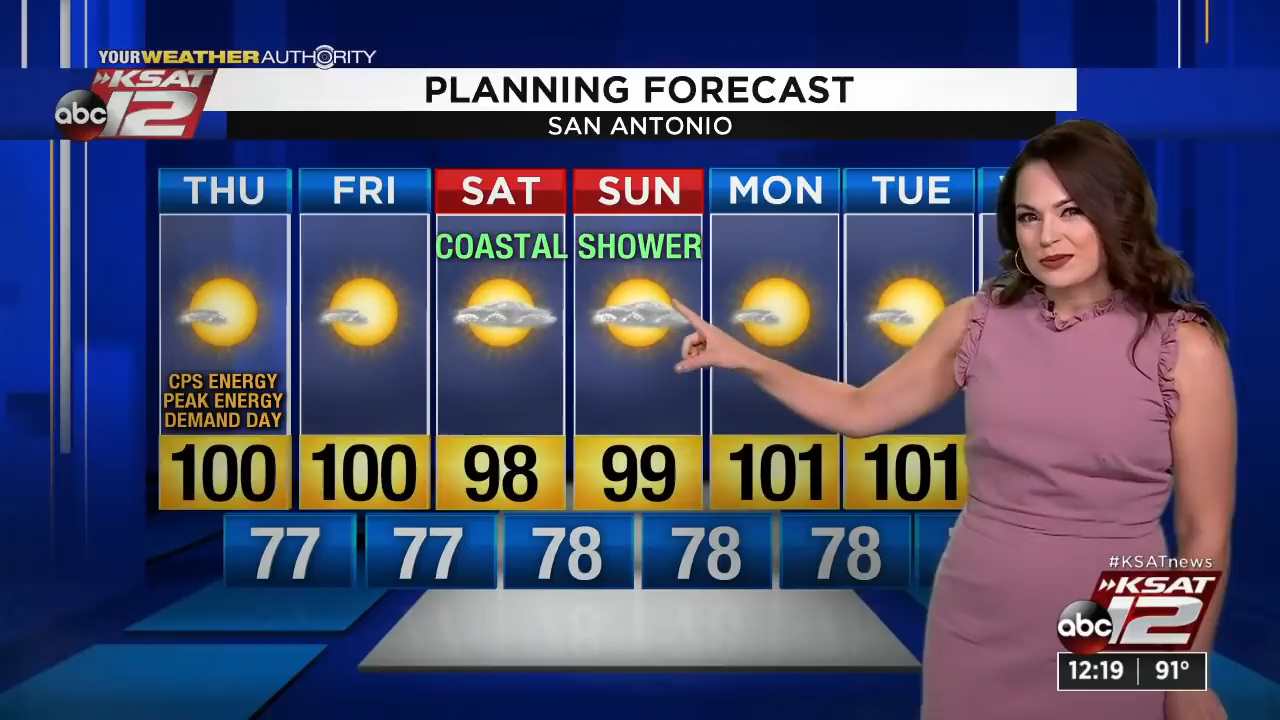 YOURWEATHERAUTHORITY
KSAT
abc 12
PLANNING FORECAST
SAN ANTONIO
THU FRI SAT SUN MON TUE
COASTAL SHOWER
CPS ENERGY
PEAK ENERGY
DEMAND DAY
100 100 98 99 101 101
77 77 78 78 78
#KSATnews
KSAT
abc 12
12:19 91°